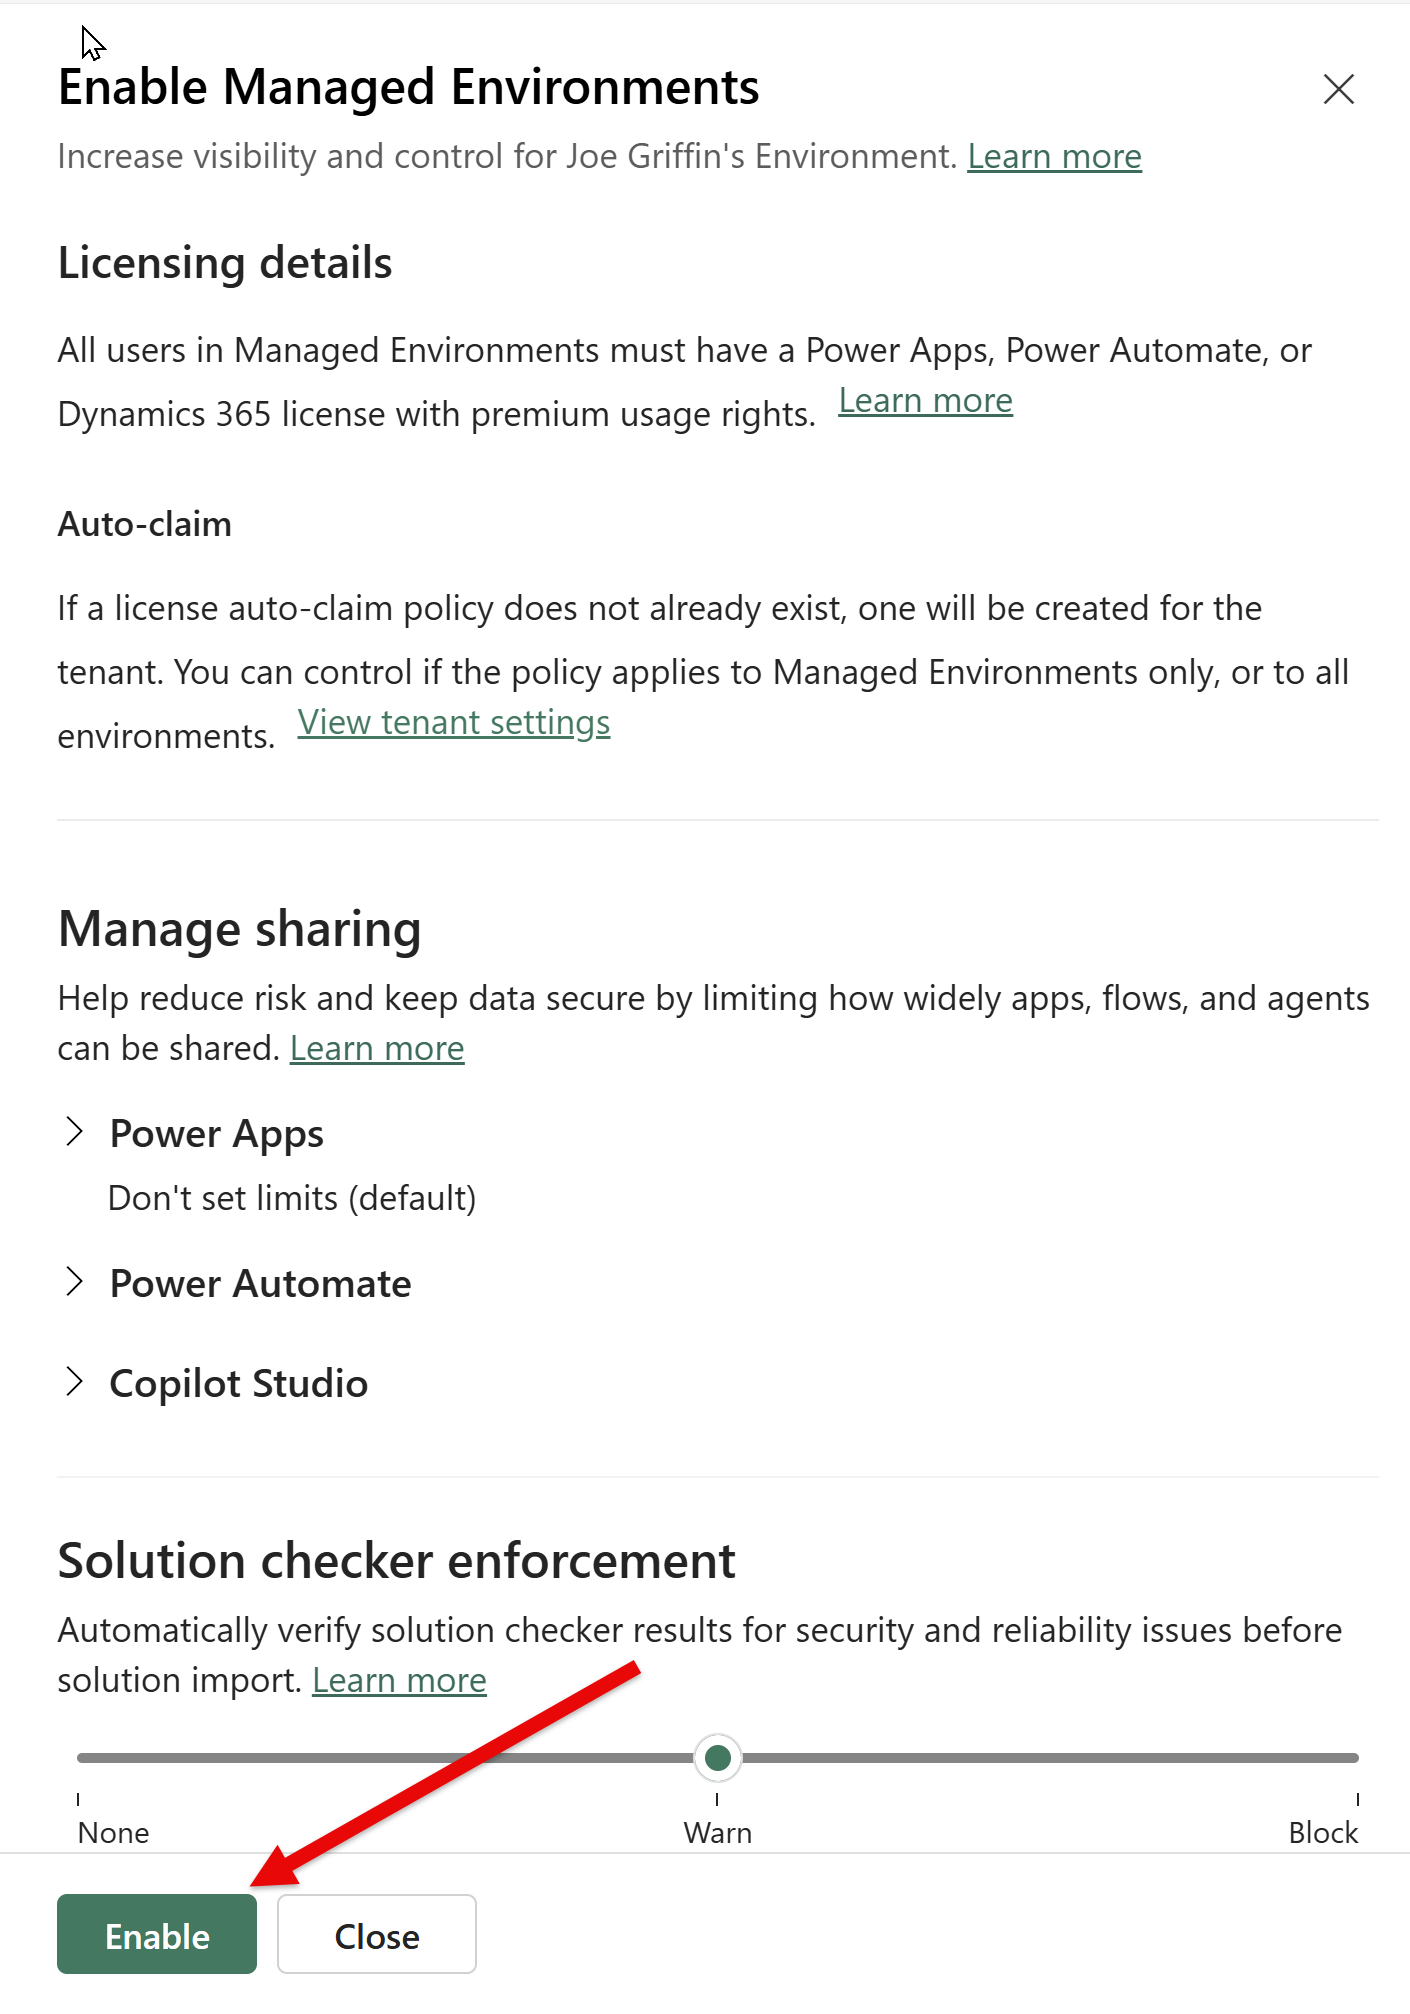 Enable Managed Environments
Increase visibility and control for Joe Griffin's Environment. Learn more
Licensing details
All users in Managed Environments must have a Power Apps, Power Automate, or
Dynamics 365 license with premium usage rights. Learn more
Auto-claim
If a license auto-claim policy does not already exist, one will be created for the
tenant. You can control if the policy applies to Managed Environments only, or to all
environments. View tenant settings
Manage sharing
Help reduce risk and keep data secure by limiting how widely apps, flows, and agents
can be shared. Learn more
Power Apps
Don't set limits (default)
Power Automate
Copilot Studio
Solution checker enforcement
Automatically verify solution checker results for security and reliability issues before
solution import. Learn more
None Warn Block
Enable Close